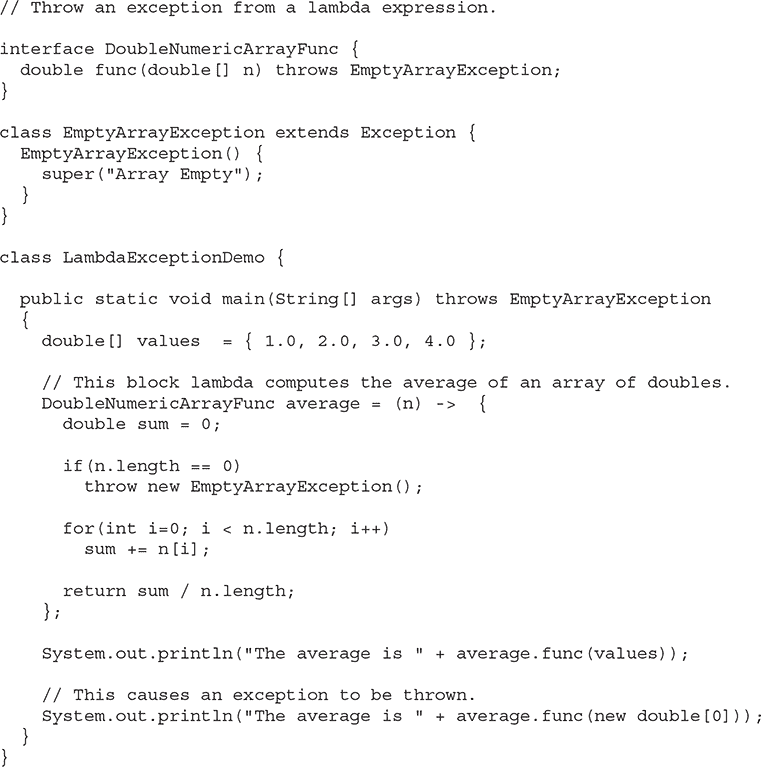 // Throw an exception from a lambda expression.

interface DoubleNumericArrayFunc {
  double func(double[] n) throws EmptyArrayException;
}

class EmptyArrayException extends Exception {
  EmptyArrayException() {
    super("Array Empty");
  }
}

class LambdaExceptionDemo {

  public static void main(String[] args) throws EmptyArrayException
  {
    double[] values  = { 1.0, 2.0, 3.0, 4.0 };

    // This block lambda computes the average of an array of doubles.
    DoubleNumericArrayFunc average = (n) ->  {
      double sum = 0;

      if(n.length == 0)
        throw new EmptyArrayException();

      for(int i=0; i < n.length; i++)
        sum += n[i];

      return sum / n.length;
    };

    System.out.println("The average is " + average.func(values));

    // This causes an exception to be thrown.
    System.out.println("The average is " + average.func(new double[0]));
  }
}